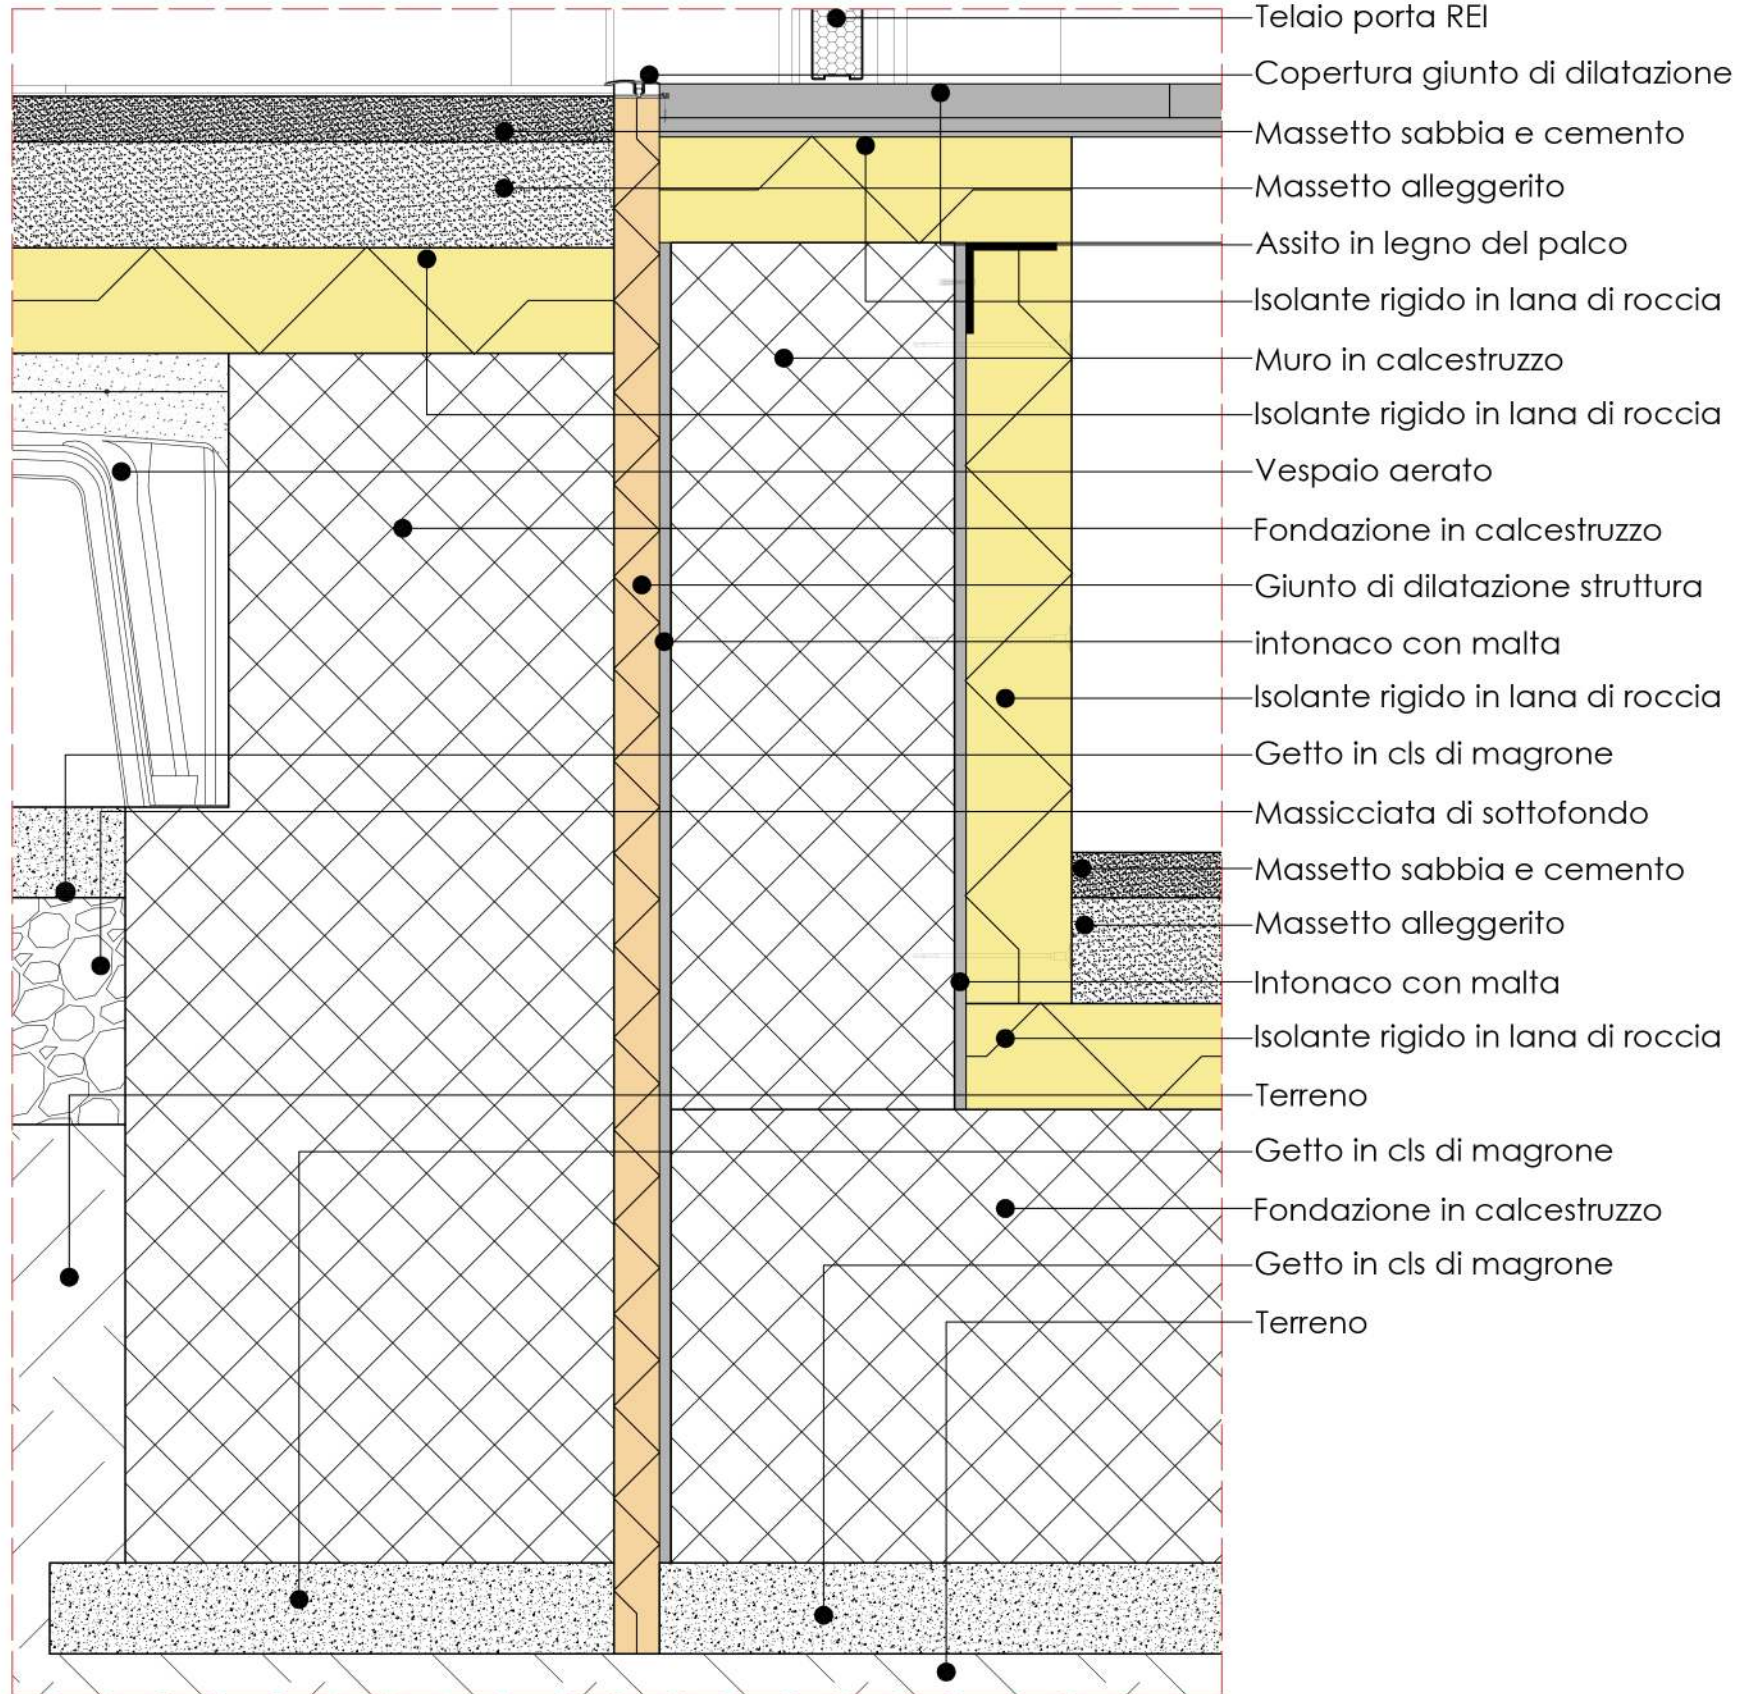 Telaio porta REI
Copertura giunto di dilatazione
Massetto sabbia e cemento
Massetto alleggerito
Assito in legno del palco
Isolante rigido in lana di roccia
Muro in calcestruzzo
Isolante rigido in lana di roccia
Vespaio aerato
Fondazione in calcestruzzo
Giunto di dilatazione struttura
intonaco con malta
Isolante rigido in lana di roccia
Getto in cls di magrone
Massicciata di sottofondo
Massetto sabbia e cemento
Massetto alleggerito
Intonaco con malta
Isolante rigido in lana di roccia
Terreno
Getto in cls di magrone
Fondazione in calcestruzzo
Getto in cls di magrone
Terreno